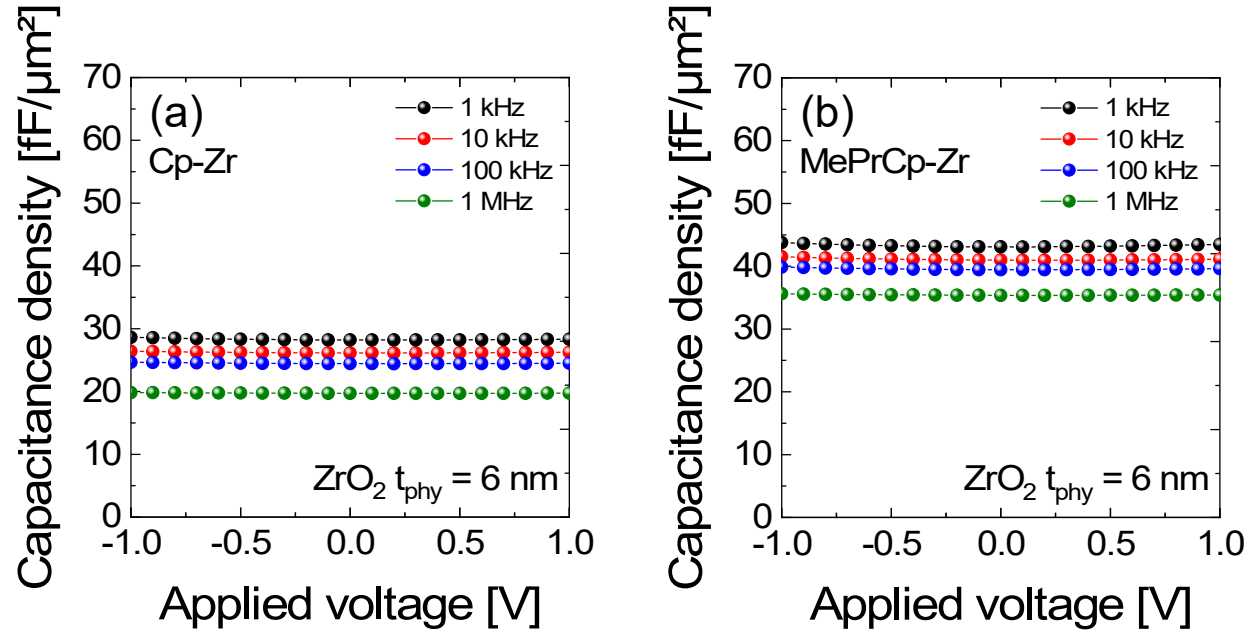 Capacitance density [fF/µm²]
70
60
50
40
30
20
10
0
(a)
Cp-Zr
1 kHz
10 kHz
100 kHz
1 MHz
ZrO₂ tphy = 6 nm
-1.0 -0.5 0.0 0.5 1.0
Applied voltage [V]
Capacitance density [fF/µm²]
70
60
50
40
30
20
10
0
(b)
MePrCp-Zr
1 kHz
10 kHz
100 kHz
1 MHz
ZrO₂ tphy = 6 nm
-1.0 -0.5 0.0 0.5 1.0
Applied voltage [V]